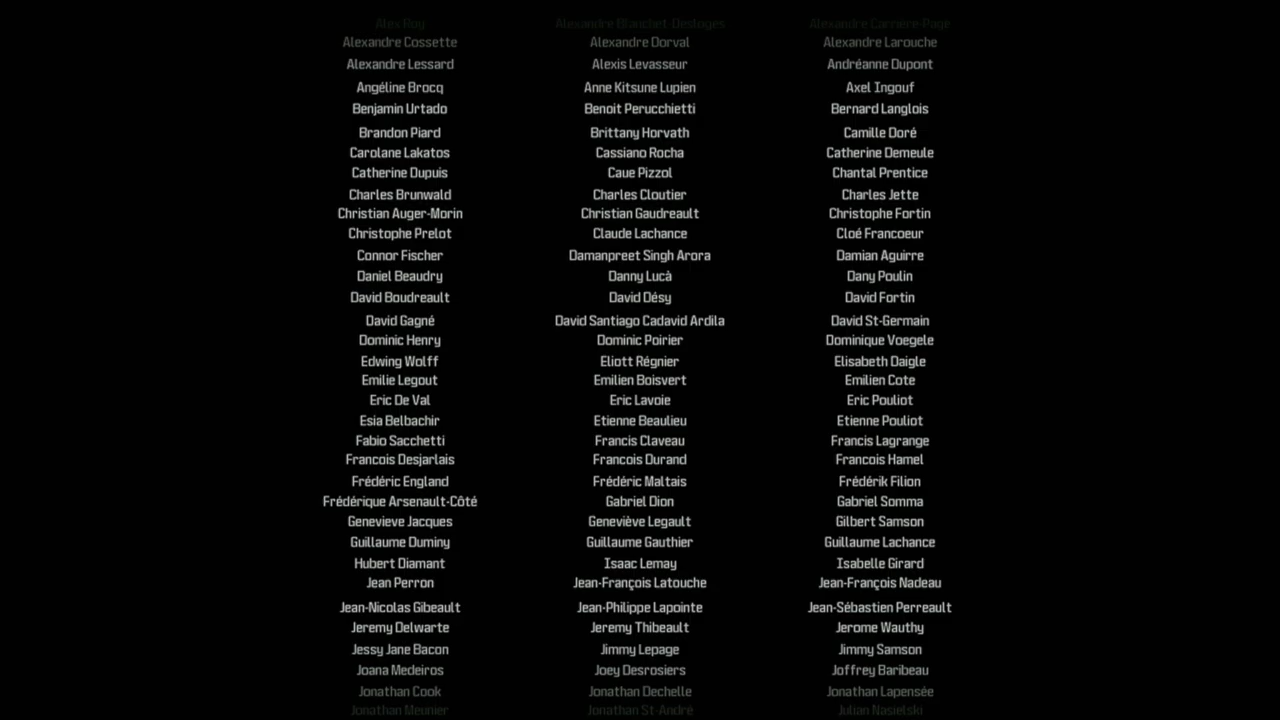 Alex Roy Alexandre Blanchet-Desloges Alexandre Carrière-Page
Alexandre Cossette Alexandre Dorval Alexandre Larouche
Alexandre Lessard Alexis Levasseur Andréanne Dupont
Angéline Brocq Anne Kitsune Lupien Axel Ingouf
Benjamin Urtado Benoit Perucchietti Bernard Langlois
Brandon Piard Brittany Horvath Camille Doré
Carolane Lakatos Cassiano Rocha Catherine Demeule
Catherine Dupuis Caue Pizzol Chantal Prentice
Charles Brunwald Charles Cloutier Charles Jette
Christian Auger-Morin Christian Gaudreault Christophe Fortin
Christophe Prelot Claude Lachance Cloé Francoeur
Connor Fischer Damanpreet Singh Arora Damian Aguirre
Daniel Beaudry Danny Lucà Dany Poulin
David Boudreault David Désy David Fortin
David Gagné David Santiago Cadavid Ardila David St-Germain
Dominic Henry Dominic Poirier Dominique Voegele
Edwing Wolff Eliott Régnier Elisabeth Daigle
Emilie Legout Emilien Boisvert Emilien Cote
Eric De Val Eric Lavoie Eric Pouliot
Esia Belbachir Etienne Beaulieu Etienne Pouliot
Fabio Sacchetti Francis Claveau Francis Lagrange
Francois Desjarlais Francois Durand Francois Hamel
Frédéric England Frédéric Maltais Frédérik Filion
Frédérique Arsenault-Côté Gabriel Dion Gabriel Somma
Genevieve Jacques Geneviève Legault Gilbert Samson
Guillaume Duminy Guillaume Gauthier Guillaume Lachance
Hubert Diamant Isaac Lemay Isabelle Girard
Jean Perron Jean-François Latouche Jean-François Nadeau
Jean-Nicolas Gibeault Jean-Philippe Lapointe Jean-Sébastien Perreault
Jeremy Delwarte Jeremy Thibeault Jerome Wauthy
Jessy Jane Bacon Jimmy Lepage Jimmy Samson
Joana Medeiros Joey Desrosiers Joffrey Baribeau
Jonathan Cook Jonathan Dechelle Jonathan Lapensée
Jonathan Meunier Jonathan St-André Julian Nasielski